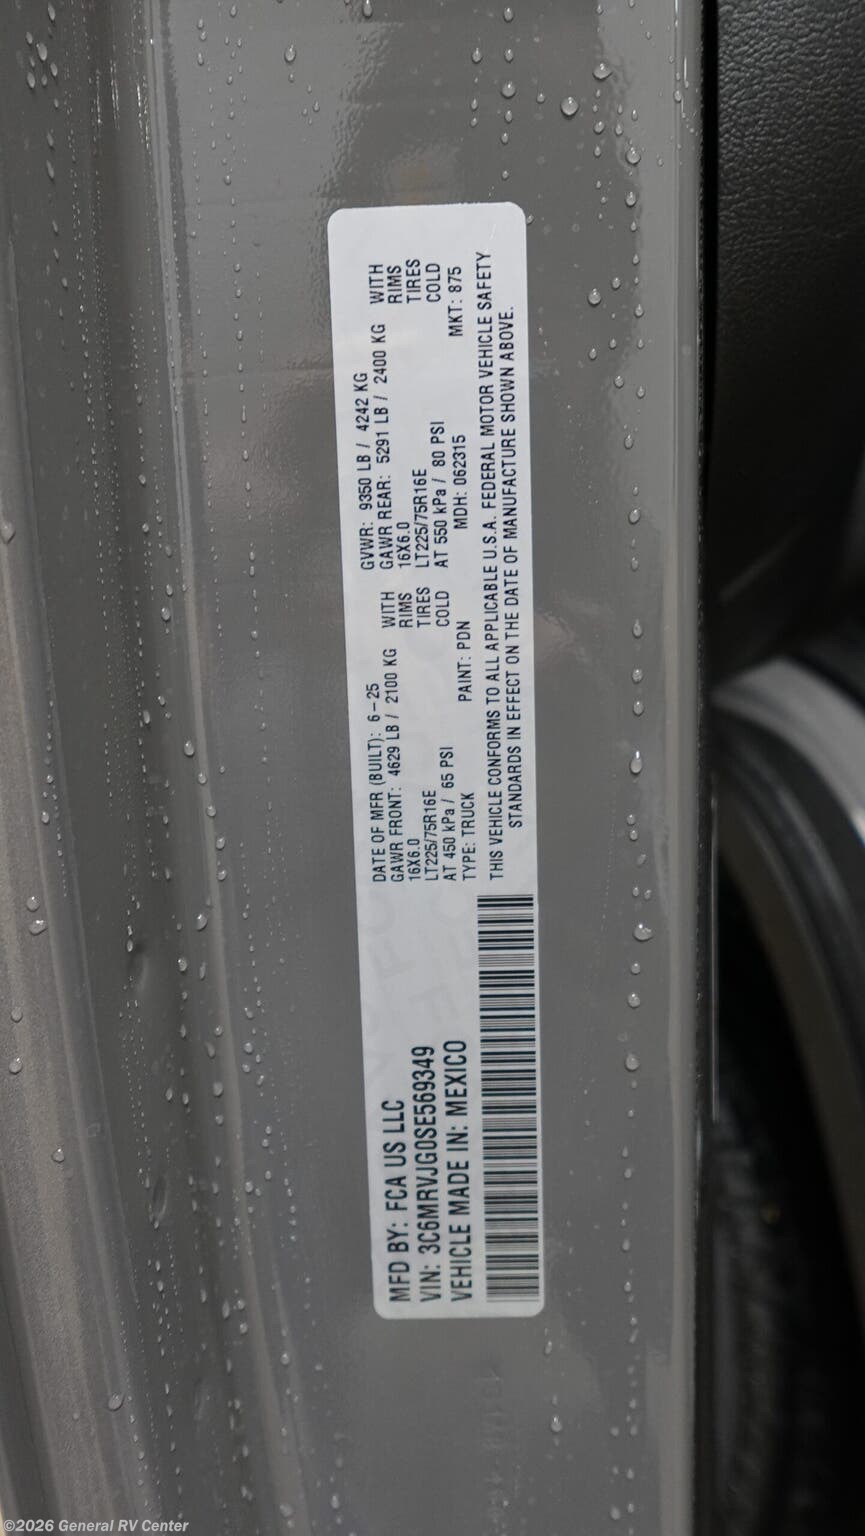 MFD BY: FCA US LLC
VIN: 3C6MRVJG0SE569349
VEHICLE MADE IN: MEXICO
DATE OF MFR (BUILT): 6-25 GVWR: 9350 LB / 4242 KG
GAWR FRONT: 4629 LB / 2100 KG WITH GAWR REAR: 5291 LB / 2400 KG WITH
16X6.0 RIMS 16X6.0 RIMS
LT225/75R16E TIRES LT225/75R16E TIRES
AT 450 kPa / 65 PSI COLD AT 550 kPa / 80 PSI COLD
TYPE: TRUCK PAINT: PDN MDH: 062315 MKT: 875
THIS VEHICLE CONFORMS TO ALL APPLICABLE U.S.A. FEDERAL MOTOR VEHICLE SAFETY
STANDARDS IN EFFECT ON THE DATE OF MANUFACTURE SHOWN ABOVE.
©2026 General RV Center